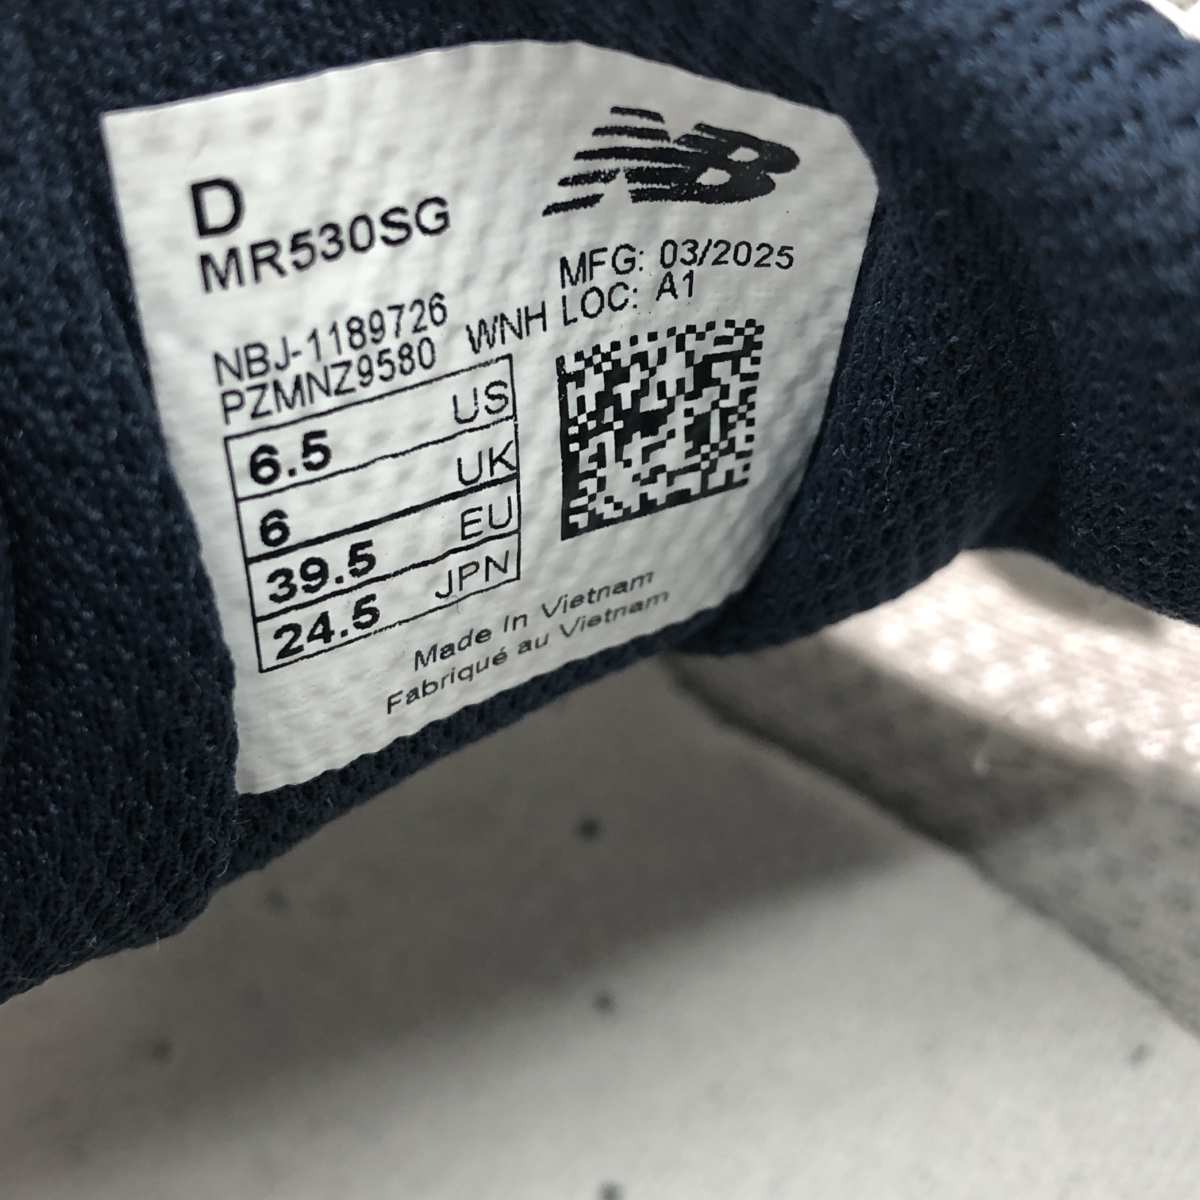 NB
D
MR530SG
MFG: 03/2025
NBJ-1189726
PZMNZ9580 WNH LOC: A1
6.5 US
6 UK
39.5 EU
24.5 JPN
Made In Vietnam
Fabriqué au Vietnam